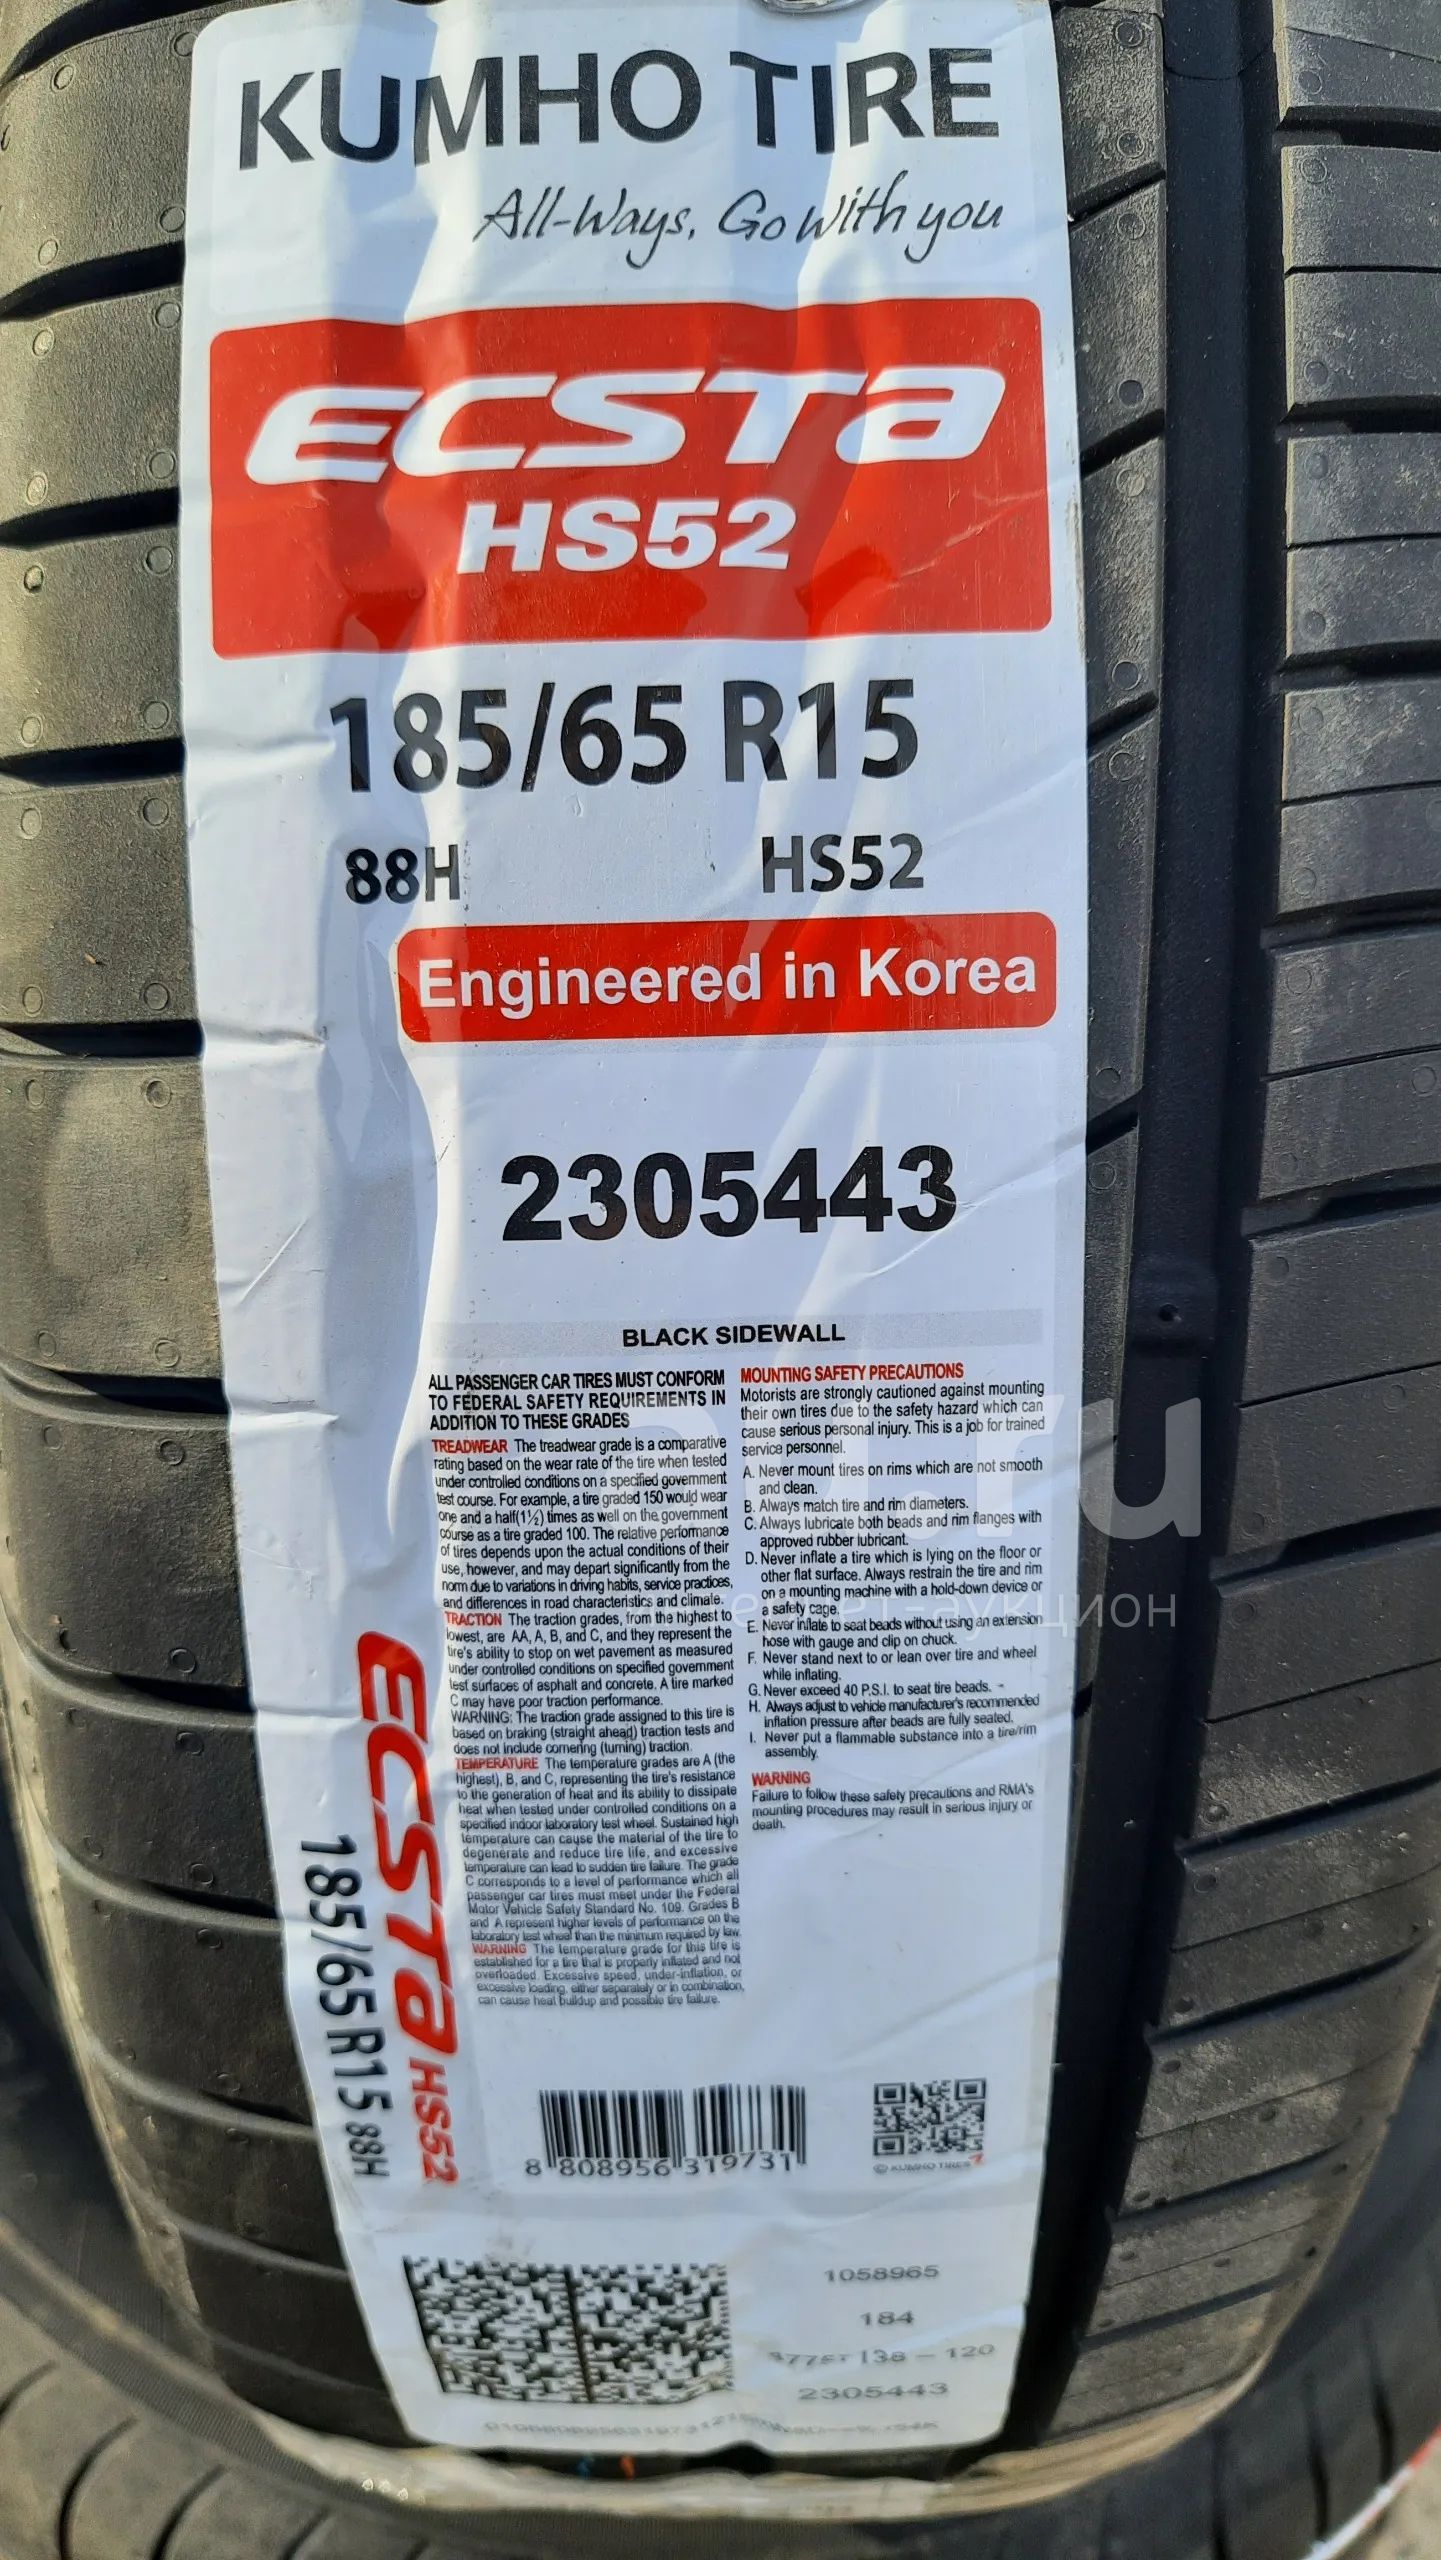 KUMHO TIRE
All-Ways, Go with you
ECSTA
HS52
185/65 R15
88H HS52
Engineered in Korea
2305443
BLACK SIDEWALL
ALL PASSENGER CAR TIRES MUST CONFORM
TO FEDERAL SAFETY REQUIREMENTS IN
ADDITION TO THESE GRADES
TREADWEAR The treadwear grade is a comparative
rating based on the wear rate of the tire when tested
under controlled conditions on a specified government
test course. For example, a tire graded 150 would wear
one and a half(1½) times as well on the government
course as a tire graded 100. The relative performance
of tires depends upon the actual conditions of their
use, however, and may depart significantly from the
norm due to variations in driving habits, service practices,
and differences in road characteristics and climate.
TRACTION The traction grades, from the highest to
lowest, are AA, A, B, and C, and they represent the
tire's ability to stop on wet pavement as measured
under controlled conditions on specified government
test surfaces of asphalt and concrete. A tire marked
C may have poor traction performance.
WARNING: The traction grade assigned to this tire is
based on braking (straight ahead) traction tests and
does not include cornering (turning) traction.
TEMPERATURE The temperature grades are A (the
highest), B, and C, representing the tire's resistance
to the generation of heat and its ability to dissipate
heat when tested under controlled conditions on a
specified indoor laboratory test wheel. Sustained high
temperature can cause the material of the tire to
degenerate and reduce tire life, and excessive
temperature can lead to sudden tire failure. The grade
C corresponds to a level of performance which all
passenger car tires must meet under the Federal
Motor Vehicle Safety Standard No. 109. Grades B
and A represent higher levels of performance on the
laboratory test wheel than the minimum required by law.
WARNING The temperature grade for this tire is
established for a tire that is properly inflated and not
overloaded. Excessive speed, under-inflation, or
excessive loading, either separately or in combination,
can cause heat buildup and possible tire failure.
MOUNTING SAFETY PRECAUTIONS
Motorists are strongly cautioned against mounting
their own tires due to the safety hazard which can
cause serious personal injury. This is a job for trained
service personnel.
A. Never mount tires on rims which are not smooth
and clean.
B. Always match tire and rim diameters.
C. Always lubricate both beads and rim flanges with
approved rubber lubricant.
D. Never inflate a tire which is lying on the floor or
other flat surface. Always restrain the tire and rim
on a mounting machine with a hold-down device or
a safety cage.
E. Never inflate to seat beads without using an extension
hose with gauge and clip on chuck.
F. Never stand next to or lean over tire and wheel
while inflating.
G. Never exceed 40 P.S.I. to seat tire beads.
H. Always adjust to vehicle manufacturer's recommended
inflation pressure after beads are fully seated.
I. Never put a flammable substance into a tire/rim
assembly.
WARNING
Failure to follow these safety precautions and RMA's
mounting procedures may result in serious injury or
death.
ECSTA HS52
185/65 R15 88H
8 808956 319731
© KUMHO TIRES
1058965
184
138 - 120
2305443
.ru
аукцион